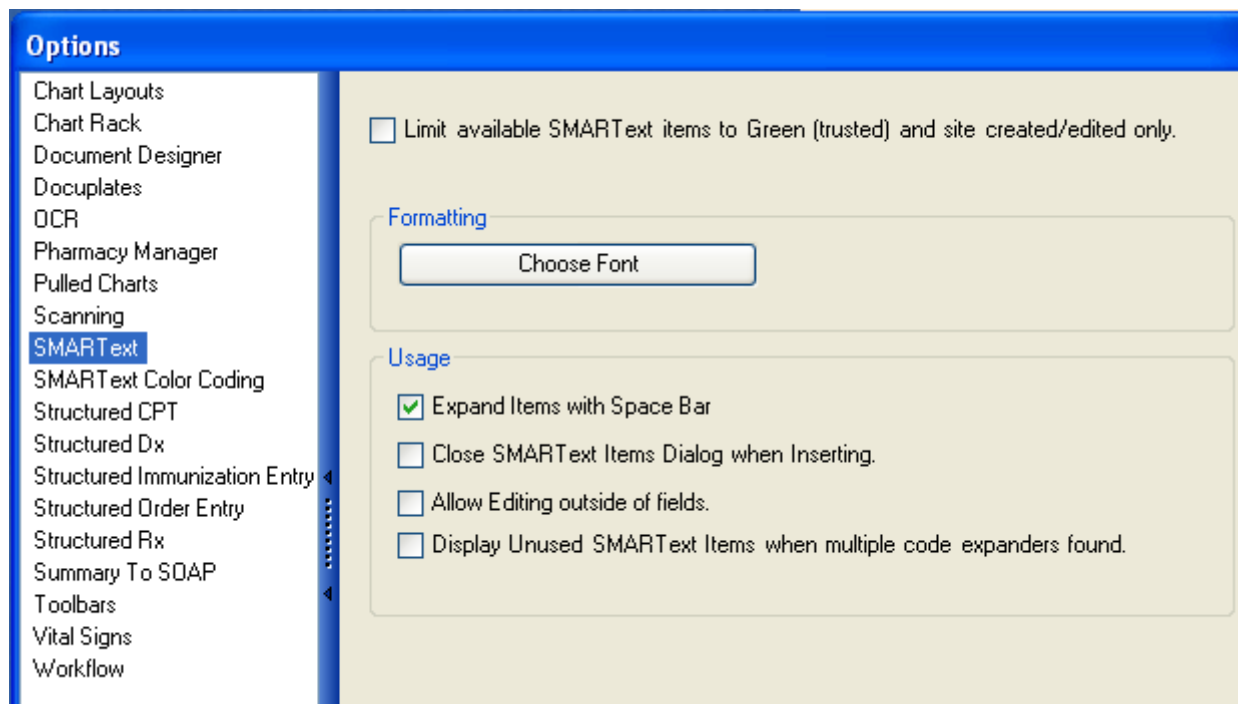 Options
Chart Layouts
Chart Rack
Document Designer
Docuplates
OCR
Pharmacy Manager
Pulled Charts
Scanning
SMARText
SMARText Color Coding
Structured CPT
Structured Dx
Structured Immunization Entry
Structured Order Entry
Structured Rx
Summary To SOAP
Toolbars
Vital Signs
Workflow
Limit available SMARText items to Green (trusted) and site created/edited only.
Formatting
Choose Font
Usage
Expand Items with Space Bar
Close SMARText Items Dialog when Inserting.
Allow Editing outside of fields.
Display Unused SMARText Items when multiple code expanders found.